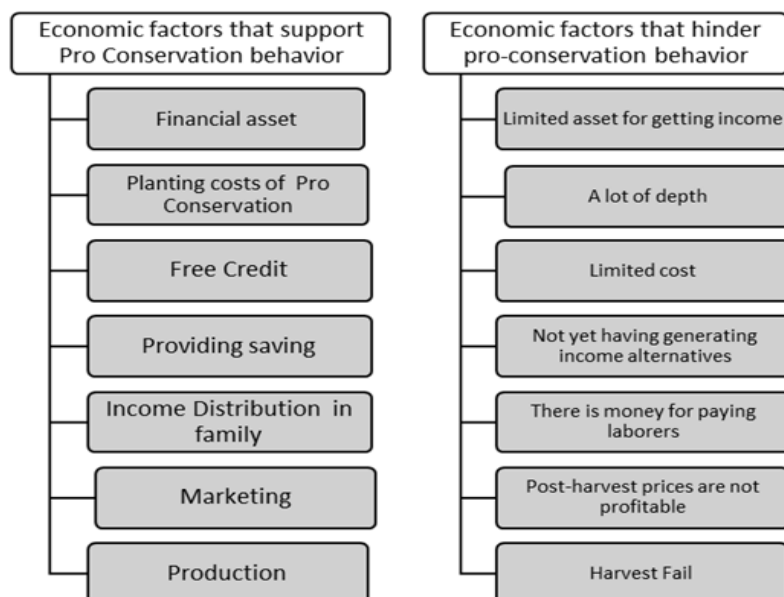 Economic factors that support
Pro Conservation behavior
Financial asset
Planting costs of Pro
Conservation
Free Credit
Providing saving
Income Distribution in
family
Marketing
Production
Economic factors that hinder
pro-conservation behavior
Limited asset for getting income
A lot of depth
Limited cost
Not yet having generating
income alternatives
There is money for paying
laborers
Post-harvest prices are not
profitable
Harvest Fail